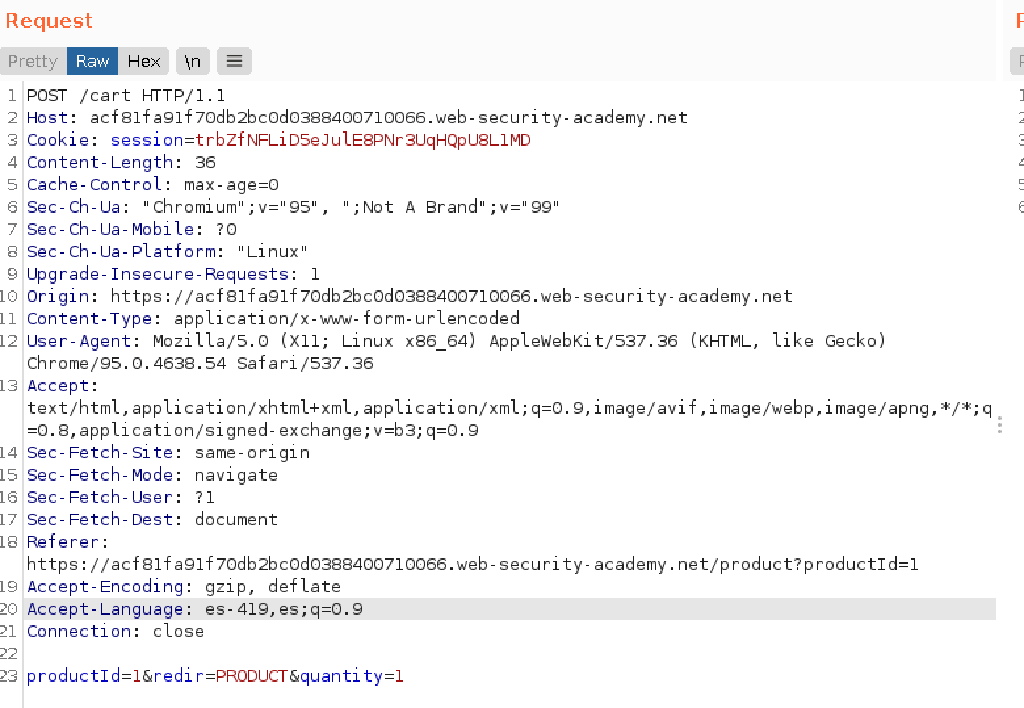 Request
Pretty Raw Hex \n
1 POST /cart HTTP/1.1
2 Host: acf81fa91f70db2bc0d0388400710066.web-security-academy.net
3 Cookie: session=trbZfNFLiD5eJulE8PNr3UqHQpU8L1MD
4 Content-Length: 36
5 Cache-Control: max-age=0
6 Sec-Ch-Ua: "Chromium";v="95", ";Not A Brand";v="99"
7 Sec-Ch-Ua-Mobile: ?0
8 Sec-Ch-Ua-Platform: "Linux"
9 Upgrade-Insecure-Requests: 1
10 Origin: https://acf81fa91f70db2bc0d0388400710066.web-security-academy.net
11 Content-Type: application/x-www-form-urlencoded
12 User-Agent: Mozilla/5.0 (X11; Linux x86_64) AppleWebKit/537.36 (KHTML, like Gecko)
Chrome/95.0.4638.54 Safari/537.36
13 Accept:
text/html,application/xhtml+xml,application/xml;q=0.9,image/avif,image/webp,image/apng,*/*;q
=0.8,application/signed-exchange;v=b3;q=0.9
14 Sec-Fetch-Site: same-origin
15 Sec-Fetch-Mode: navigate
16 Sec-Fetch-User: ?1
17 Sec-Fetch-Dest: document
18 Referer:
https://acf81fa91f70db2bc0d0388400710066.web-security-academy.net/product?productId=1
19 Accept-Encoding: gzip, deflate
20 Accept-Language: es-419,es;q=0.9
21 Connection: close
22
23 productId=1&redir=PRODUCT&quantity=1